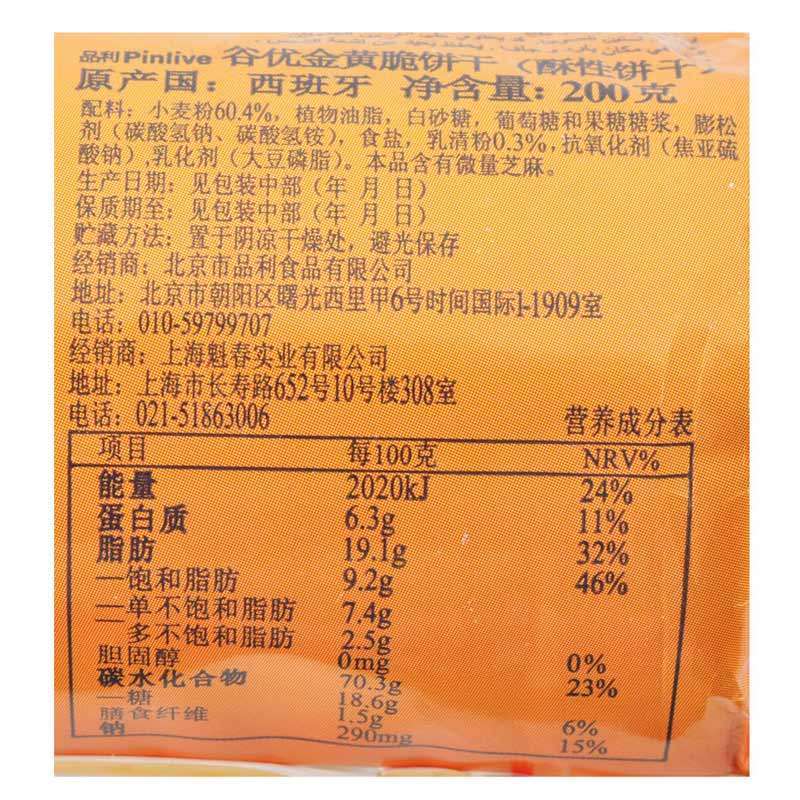 品利Pinlive 谷优金黄脆饼干（酥性饼干）
原产国：西班牙 净含量：200克
配料：小麦粉60.4%，植物油脂，白砂糖，葡萄糖和果糖糖浆，膨松
剂（碳酸氢钠、碳酸氢铵），食盐，乳清粉0.3%，抗氧化剂（焦亚硫
酸钠），乳化剂（大豆磷脂）。本品含有微量芝麻。
生产日期：见包装中部（年 月 日）
保质期至：见包装中部（年 月 日）
贮藏方法：置于阴凉干燥处，避光保存
经销商：北京市品利食品有限公司
地址：北京市朝阳区曙光西里甲6号时间国际1-1909室
电话：010-59799707
经销商：上海魁春实业有限公司
地址：上海市长寿路652号10号楼308室
电话：021-51863006
营养成分表
项目 每100克 NRV%
能量 2020kJ 24%
蛋白质 6.3g 11%
脂肪 19.1g 32%
—饱和脂肪 9.2g 46%
—单不饱和脂肪 7.4g
—多不饱和脂肪 2.5g
胆固醇 0mg 0%
碳水化合物 70.3g 23%
—糖 18.6g
膳食纤维 1.5g 6%
钠 290mg 15%